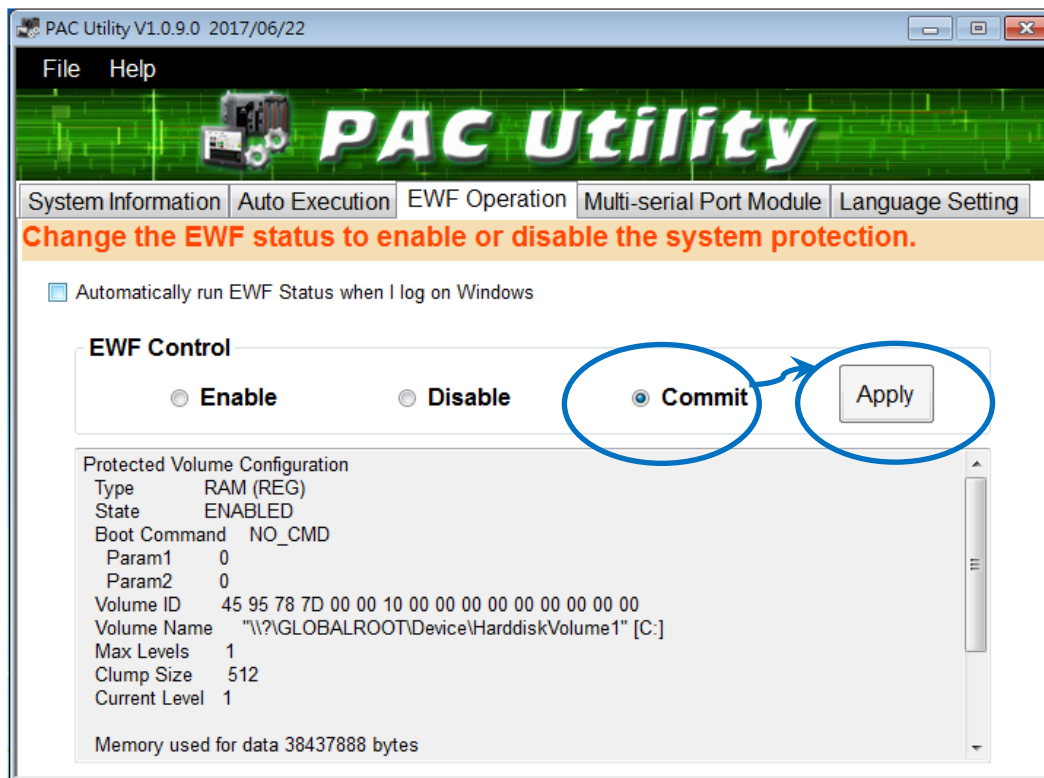 PAC Utility V1.0.9.0 2017/06/22
File Help
PAC Utility
System Information Auto Execution EWF Operation Multi-serial Port Module Language Setting
Change the EWF status to enable or disable the system protection.
Automatically run EWF Status when I log on Windows
EWF Control
Enable Disable Commit Apply
Protected Volume Configuration
Type RAM (REG)
State ENABLED
Boot Command NO_CMD
Param1 0
Param2 0
Volume ID 45 95 78 7D 00 00 10 00 00 00 00 00 00 00 00 00
Volume Name "\\?\GLOBALROOT\Device\HarddiskVolume1" [C:]
Max Levels 1
Clump Size 512
Current Level 1
Memory used for data 38437888 bytes